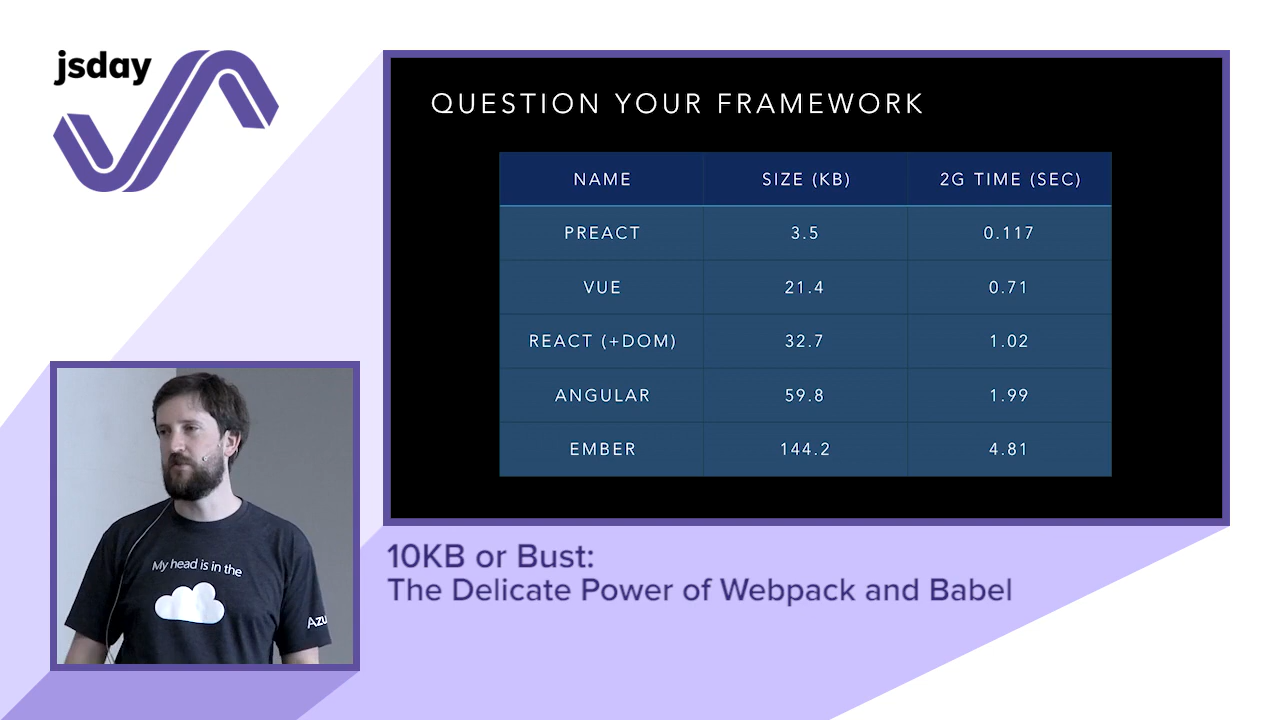 jsday
QUESTION YOUR FRAMEWORK
NAME SIZE (KB) 2G TIME (SEC)
PREACT 3.5 0.117
VUE 21.4 0.71
REACT (+DOM) 32.7 1.02
ANGULAR 59.8 1.99
EMBER 144.2 4.81
My head is in the
10KB or Bust:
The Delicate Power of Webpack and Babel